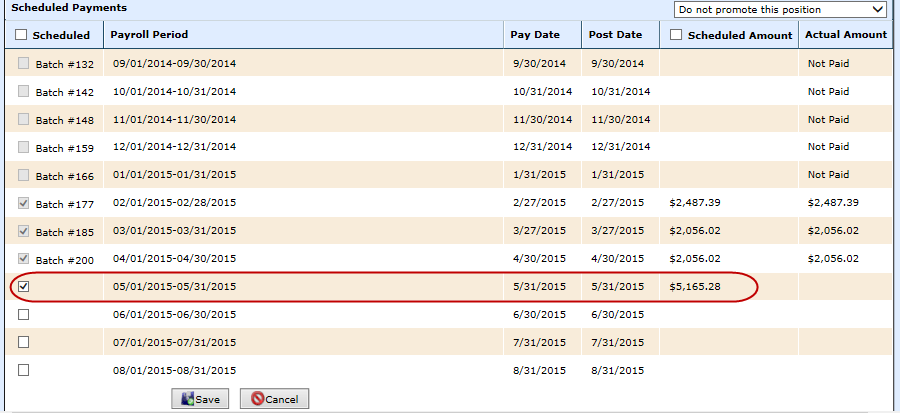 Scheduled Payments Do not promote this position
Scheduled Payroll Period Pay Date Post Date Scheduled Amount Actual Amount
Batch #132 09/01/2014-09/30/2014 9/30/2014 9/30/2014 Not Paid
Batch #142 10/01/2014-10/31/2014 10/31/2014 10/31/2014 Not Paid
Batch #148 11/01/2014-11/30/2014 11/30/2014 11/30/2014 Not Paid
Batch #159 12/01/2014-12/31/2014 12/31/2014 12/31/2014 Not Paid
Batch #166 01/01/2015-01/31/2015 1/31/2015 1/31/2015 Not Paid
Batch #177 02/01/2015-02/28/2015 2/27/2015 2/27/2015 $2,487.39 $2,487.39
Batch #185 03/01/2015-03/31/2015 3/27/2015 3/27/2015 $2,056.02 $2,056.02
Batch #200 04/01/2015-04/30/2015 4/30/2015 4/30/2015 $2,056.02 $2,056.02
05/01/2015-05/31/2015 5/31/2015 5/31/2015 $5,165.28
06/01/2015-06/30/2015 6/30/2015 6/30/2015
07/01/2015-07/31/2015 7/31/2015 7/31/2015
08/01/2015-08/31/2015 8/31/2015 8/31/2015
Save Cancel